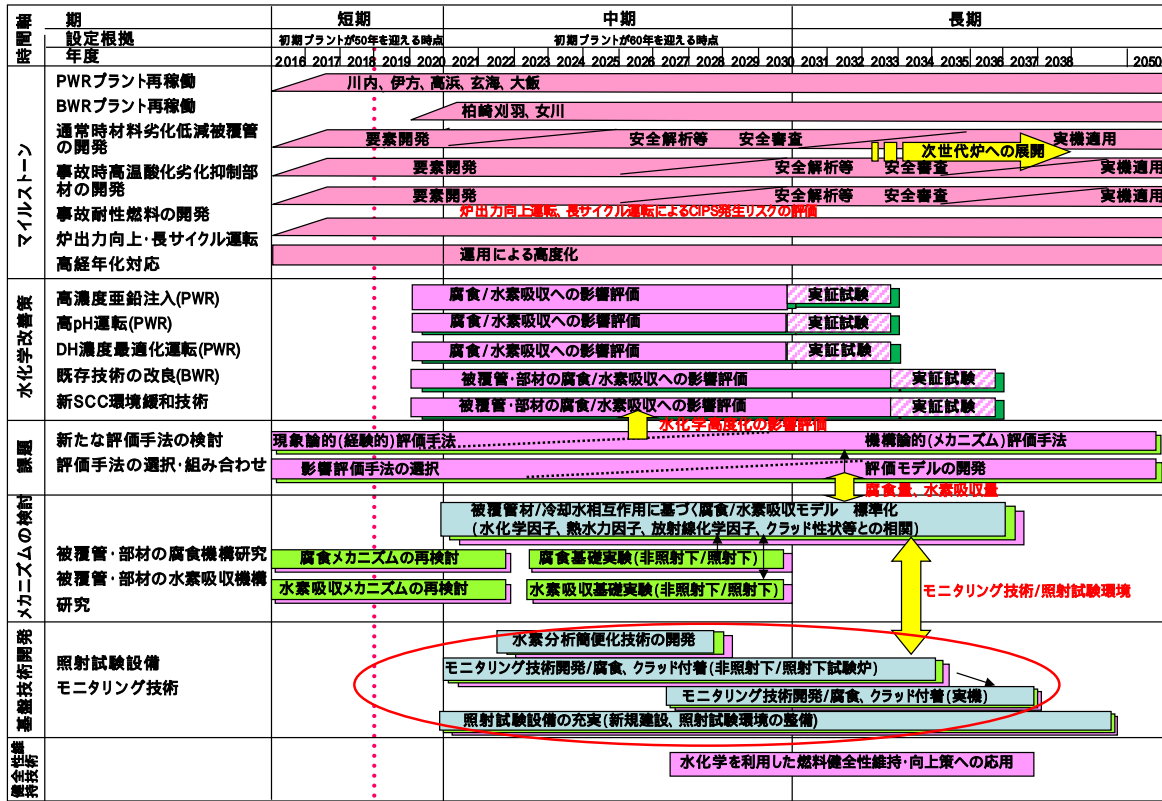 時間軸
期
短期
中期
長期
設定根拠
初期プラントが50年を迎える時点
初期プラントが60年を迎える時点
年度
2016 2017 2018 2019 2020 2021 2022 2024 2025 2026 2028 2030 2031 2032 2033 2034 2035 2036 2037 2038 2050
マイルストーン
PWRプラント再稼働
川内、伊方、高浜、玄海、大飯
BWRプラント再稼働
柏崎刈羽、女川
通常時材料劣化低減被覆管
の開発
要素開発
安全解析等
安全審査
実機適用
次世代炉への展開
事故時高温酸化劣化抑制部
材の開発
要素開発
安全解析等
安全審査
実機適用
事故耐性燃料の開発
要素開発
安全解析等
安全審査
実機適用
炉出力向上運転、長サイクル運転によるCIPS発生リスクの評価
炉出力向上・長サイクル運転
高経年化対応
運用による高度化
水化学改善策
高濃度亜鉛注入(PWR)
腐食/水素吸収への影響評価
実証試験
高pH運転(PWR)
腐食/水素吸収への影響評価
実証試験
DH濃度最適化運転(PWR)
腐食/水素吸収への影響評価
実証試験
既存技術の改良(BWR)
被覆管・部材の腐食/水素吸収への影響評価
実証試験
新SCC環境緩和技術
被覆管・部材の腐食/水素吸収への影響評価
実証試験
水化学高度化の影響評価
課題
新たな評価手法の検討
現象論的(経験的)評価手法
機構論的(メカニズム)評価手法
評価手法の選択・組み合わせ
影響評価手法の選択
評価モデルの開発
腐食量、水素吸収量
メカニズムの検討
被覆管材/冷却水相互作用に基づく腐食/水素吸収モデル 標準化
(水化学因子、熱水力因子、放射線化学因子、クラッド性状等との相関)
被覆管・部材の腐食機構研究
腐食メカニズムの再検討
腐食基礎実験(非照射下/照射下)
被覆管・部材の水素吸収機構
研究
水素吸収メカニズムの再検討
水素吸収基礎実験(非照射下/照射下)
モニタリング技術/照射試験環境
基盤技術開発
水素分析簡便化技術の開発
照射試験設備
モニタリング技術開発/腐食、クラッド付着(非照射下/照射下試験炉)
モニタリング技術
モニタリング技術開発/腐食、クラッド付着(実機)
照射試験設備の充実(新規建設、照射試験環境の整備)
健全性維
持技術
水化学を利用した燃料健全性維持・向上策への応用